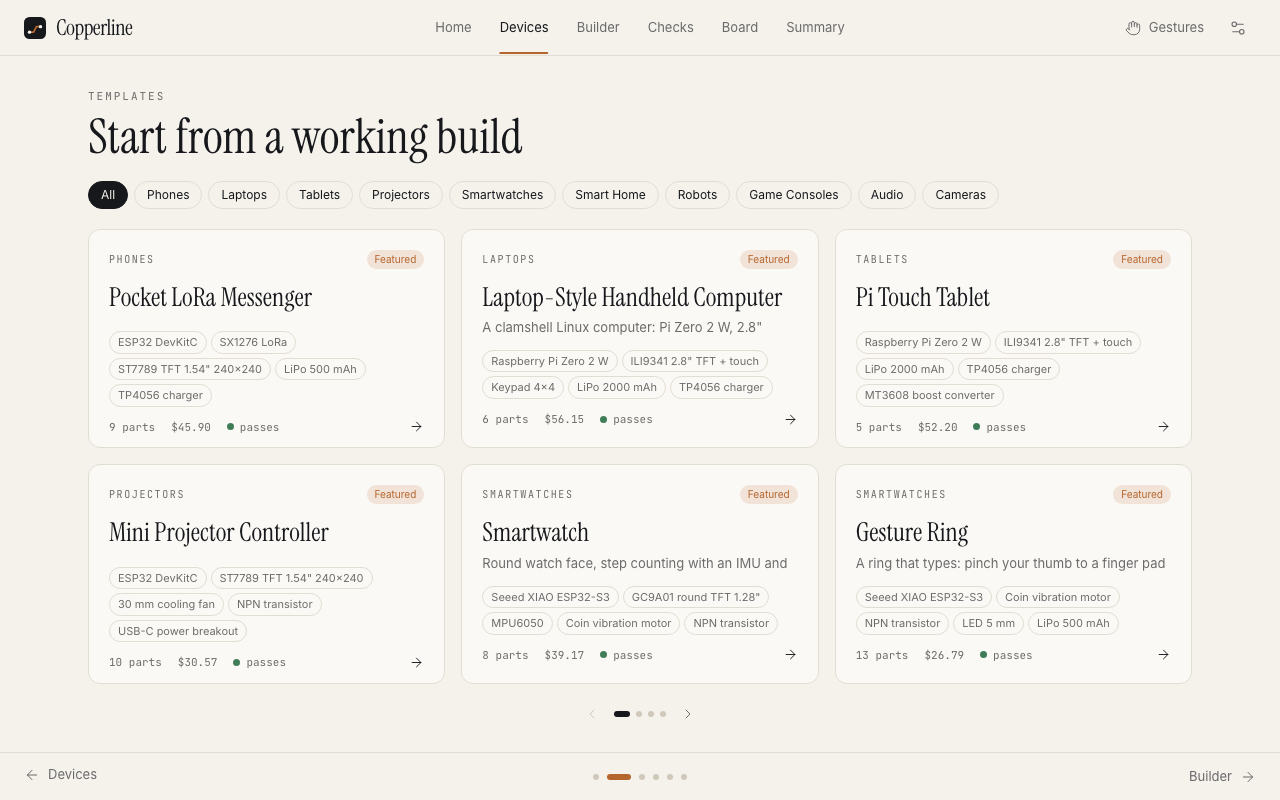 Copperline
Home Devices Builder Checks Board Summary
Gestures
TEMPLATES
Start from a working build
All Phones Laptops Tablets Projectors Smartwatches Smart Home Robots Game Consoles Audio Cameras
PHONES Featured
Pocket LoRa Messenger
ESP32 DevKitC SX1276 LoRa
ST7789 TFT 1.54" 240×240 LiPo 500 mAh
TP4056 charger
9 parts $45.90 passes
LAPTOPS Featured
Laptop-Style Handheld Computer
A clamshell Linux computer: Pi Zero 2 W, 2.8"
Raspberry Pi Zero 2 W ILI9341 2.8" TFT + touch
Keypad 4×4 LiPo 2000 mAh TP4056 charger
6 parts $56.15 passes
TABLETS Featured
Pi Touch Tablet
Raspberry Pi Zero 2 W ILI9341 2.8" TFT + touch
LiPo 2000 mAh TP4056 charger
MT3608 boost converter
5 parts $52.20 passes
PROJECTORS Featured
Mini Projector Controller
ESP32 DevKitC ST7789 TFT 1.54" 240×240
30 mm cooling fan NPN transistor
USB-C power breakout
10 parts $30.57 passes
SMARTWATCHES Featured
Smartwatch
Round watch face, step counting with an IMU and
Seeed XIAO ESP32-S3 GC9A01 round TFT 1.28"
MPU6050 Coin vibration motor NPN transistor
8 parts $39.17 passes
SMARTWATCHES Featured
Gesture Ring
A ring that types: pinch your thumb to a finger pad
Seeed XIAO ESP32-S3 Coin vibration motor
NPN transistor LED 5 mm LiPo 500 mAh
13 parts $26.79 passes
Devices
Builder